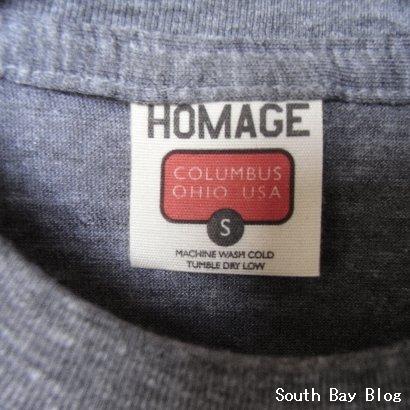 HOMAGE
COLUMBUS
OHIO USA
S
MACHINE WASH COLD
TUMBLE DRY LOW
South Bay Blog